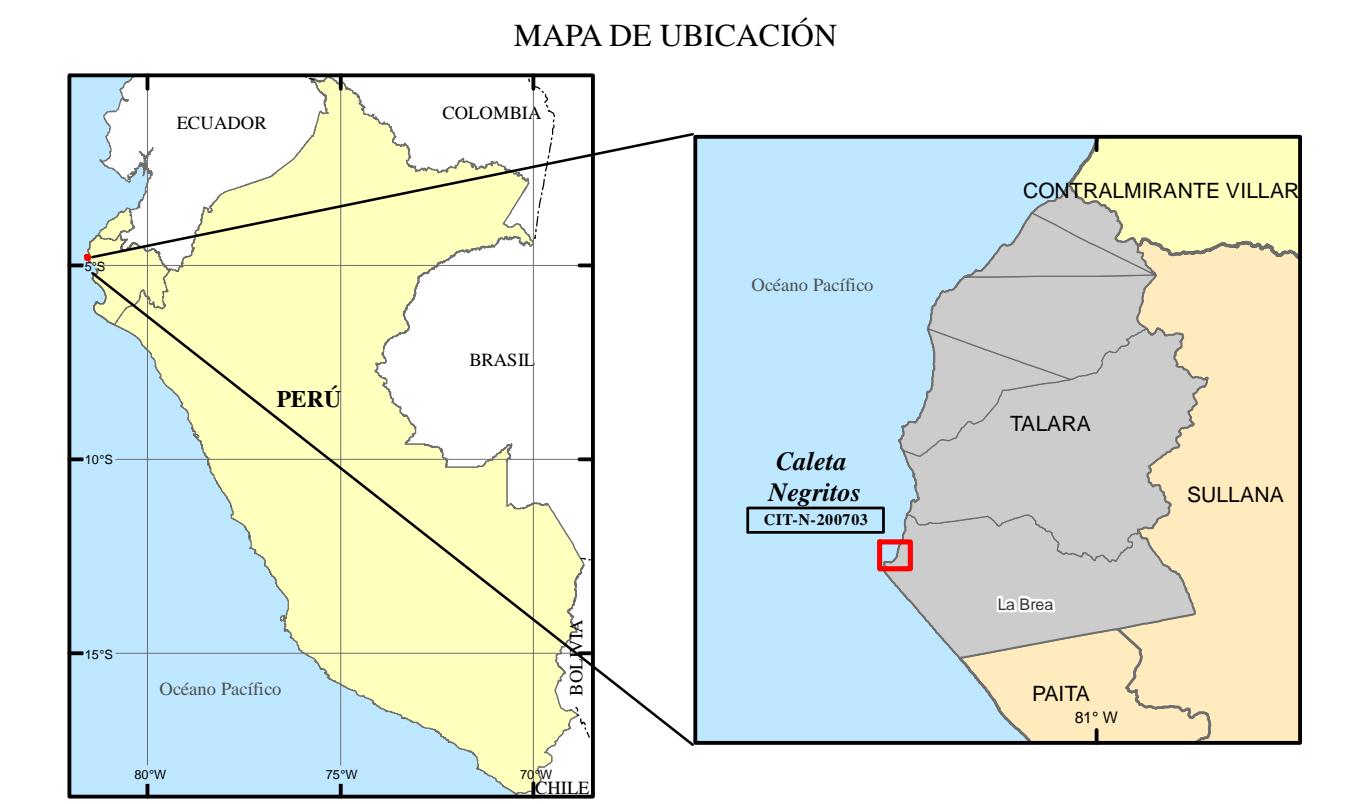 MAPA DE UBICACIÓN
ECUADOR
COLOMBIA
5°S
BRASIL
PERÚ
10°S
15°S
BOLIVIA
Océano Pacífico
80°W
75°W
70°W
CHILE
CONTRALMIRANTE VILLAR
Océano Pacífico
TALARA
Caleta
Negritos
CIT-N-200703
SULLANA
La Brea
PAITA
81° W